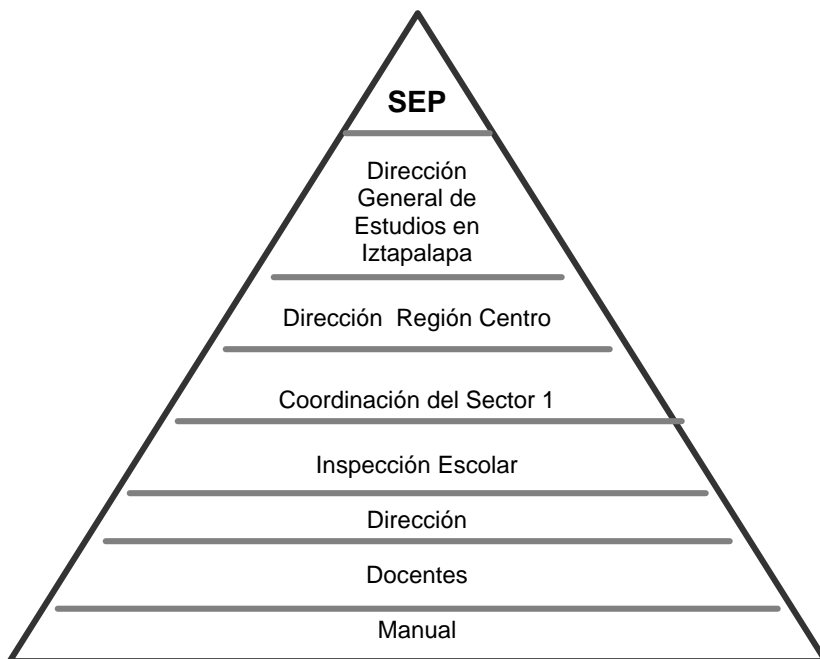 SEP
Dirección
General de
Estudios en
Iztapalapa
Dirección  Región Centro
Coordinación del Sector 1
Inspección Escolar
Dirección
Docentes
Manual